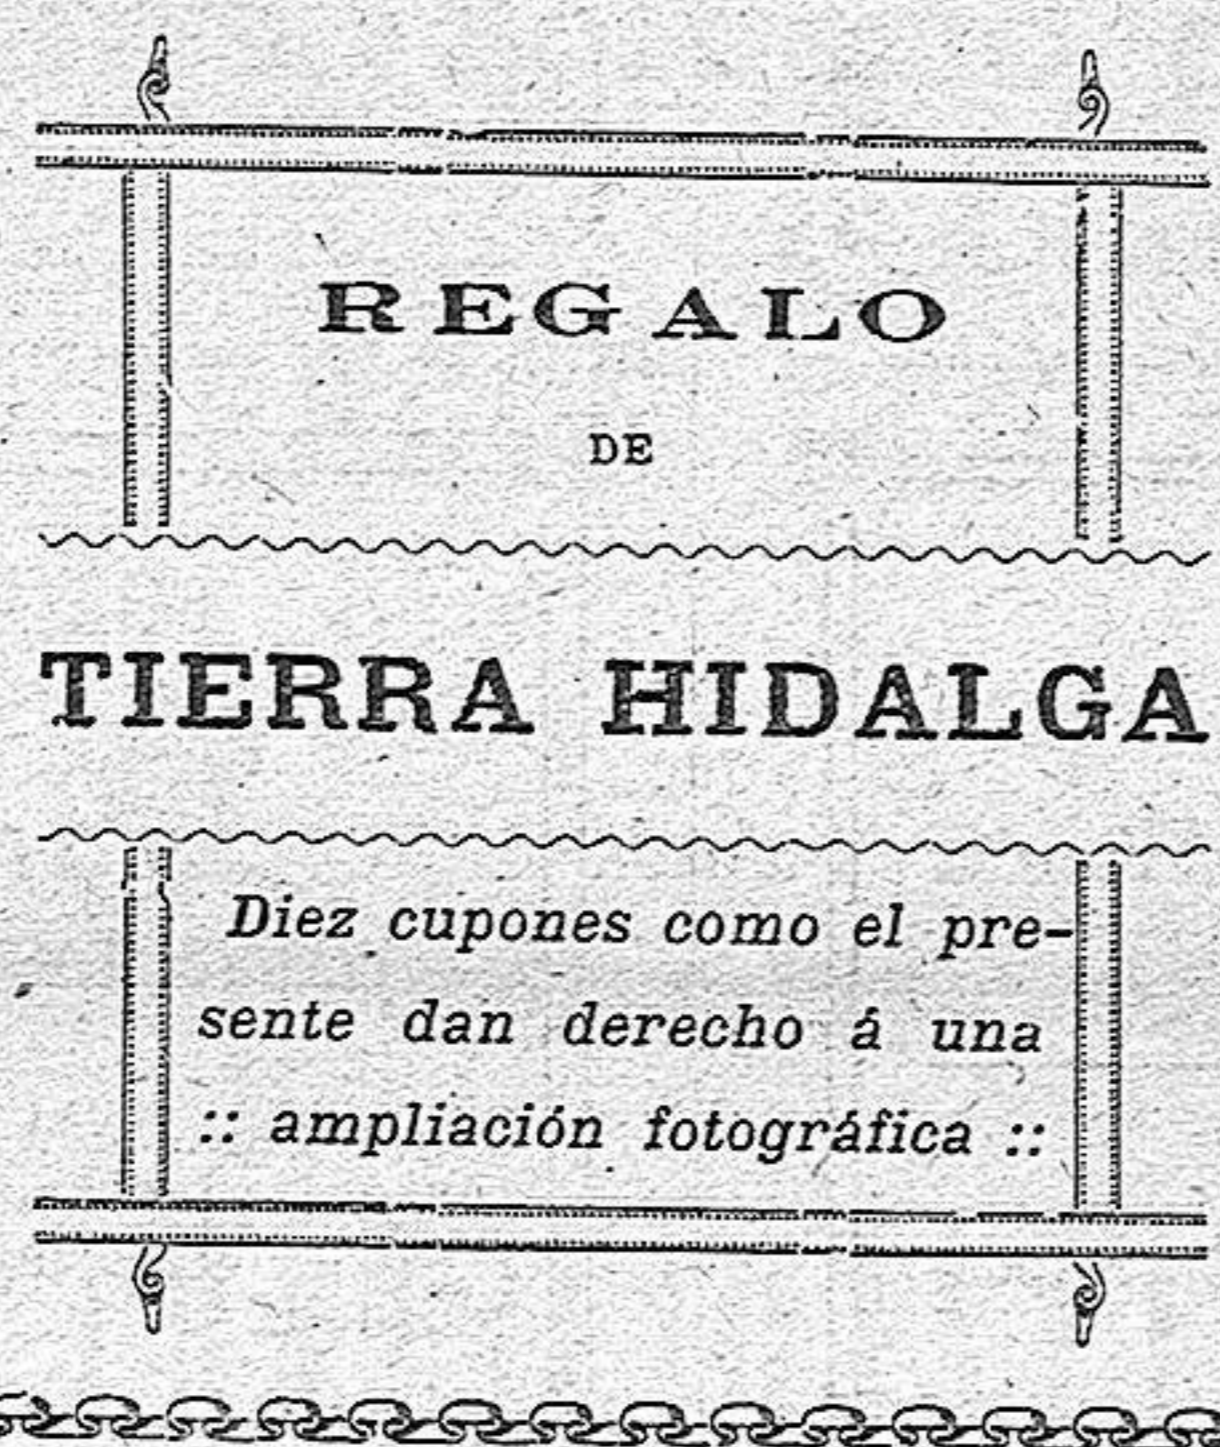 REGALO
DE
TIERRA HIDALGA
Diez cupones como el pre-
sente dan derecho á una
:: ampliación fotográfica ::